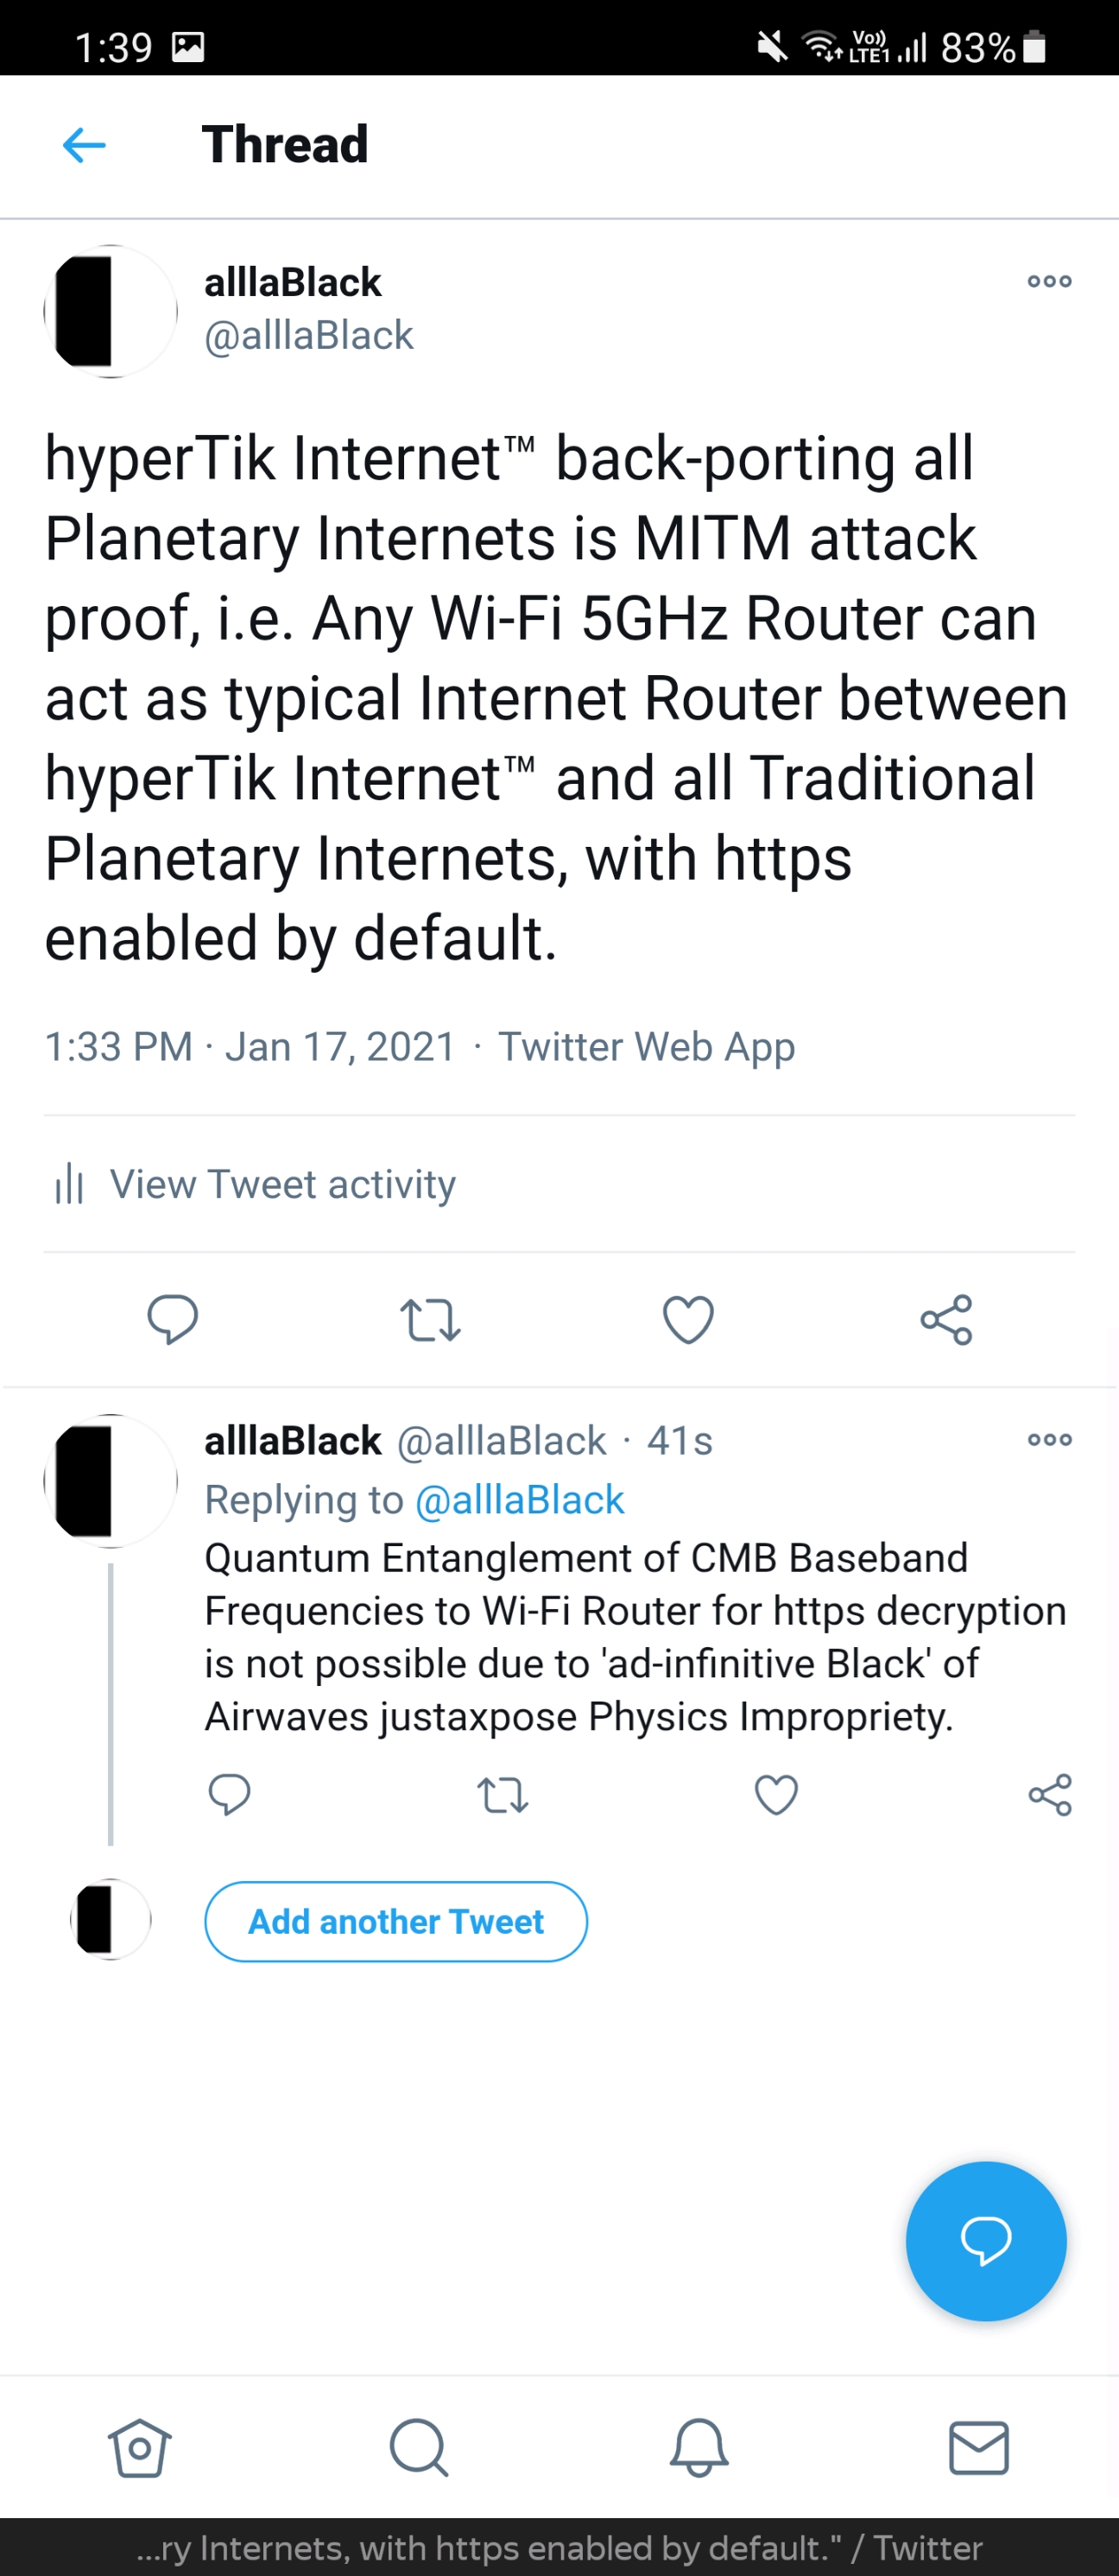 1:39 Vo)) LTE1 83%
Thread
alllaBlack
@alllaBlack
hyperTik Internet™ back-porting all
Planetary Internets is MITM attack
proof, i.e. Any Wi-Fi 5GHz Router can
act as typical Internet Router between
hyperTik Internet™ and all Traditional
Planetary Internets, with https
enabled by default.
1:33 PM · Jan 17, 2021 · Twitter Web App
View Tweet activity
alllaBlack @alllaBlack · 41s
Replying to @alllaBlack
Quantum Entanglement of CMB Baseband
Frequencies to Wi-Fi Router for https decryption
is not possible due to 'ad-infinitive Black' of
Airwaves justaxpose Physics Impropriety.
Add another Tweet
...ry Internets, with https enabled by default." / Twitter